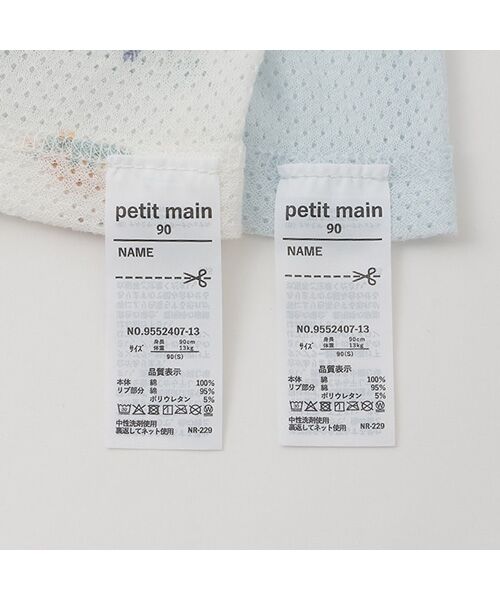 petit main
90
NAME
NO.9552407-13
サイズ 身長 90cm
体重 13kg
90(S)
品質表示
本体 綿 100%
リブ部分 綿 95%
ポリウレタン 5%
中性洗剤使用
裏返してネット使用 NR-229
petit main
90
NAME
NO.9552407-13
サイズ 身長 90cm
体重 13kg
90(S)
品質表示
本体 綿 100%
リブ部分 綿 95%
ポリウレタン 5%
中性洗剤使用
裏返してネット使用 NR-229